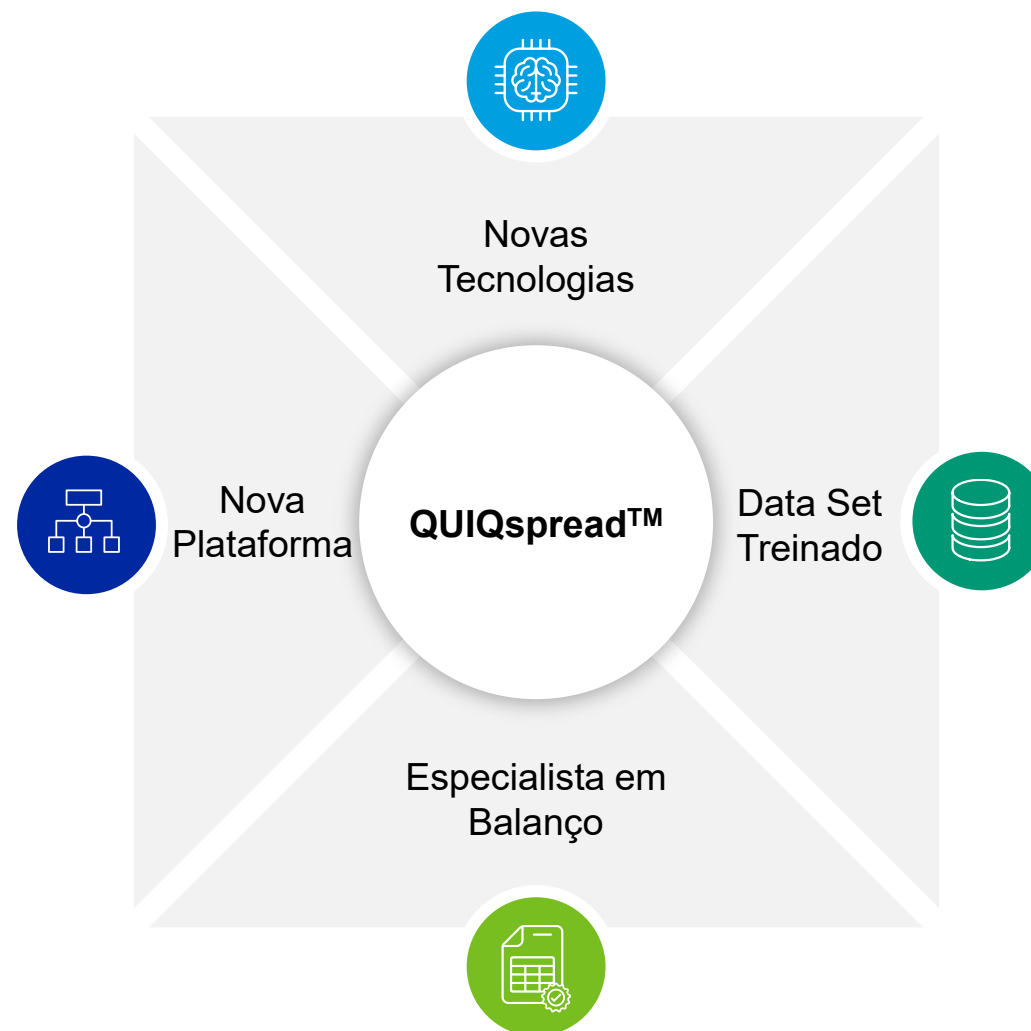 Novas
Tecnologias
Nova
Plataforma
QUIQspread™
Data Set
Treinado
Especialista em
Balanço